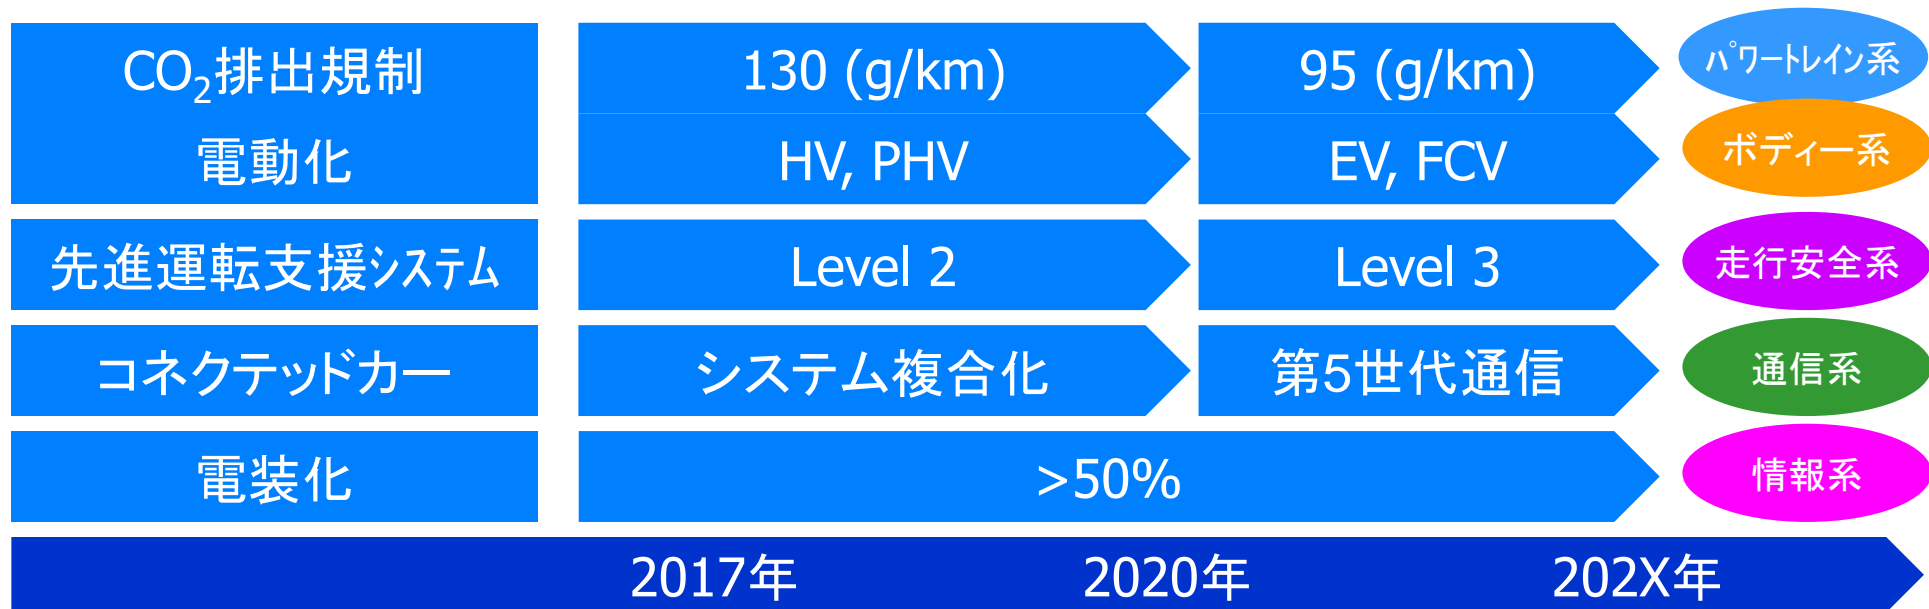 CO₂排出規制
130 (g/km)
95 (g/km)
パワートレイン系
電動化
HV, PHV
EV, FCV
ボディー系
先進運転支援システム
Level 2
Level 3
走行安全系
コネクテッドカー
システム複合化
第5世代通信
通信系
電装化
>50%
情報系
2017年
2020年
202X年